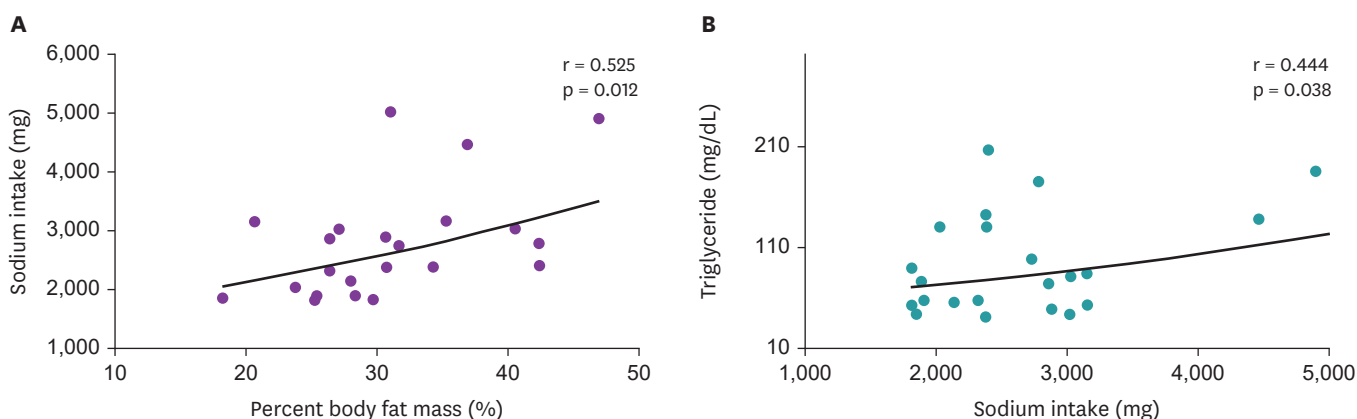 A
6,000
5,000
4,000
3,000
2,000
1,000
Sodium intake (mg)
r = 0.525
p = 0.012
10 20 30 40 50
Percent body fat mass (%)
B
210
110
10
Triglyceride (mg/dL)
r = 0.444
p = 0.038
1,000 2,000 3,000 4,000 5,000
Sodium intake (mg)